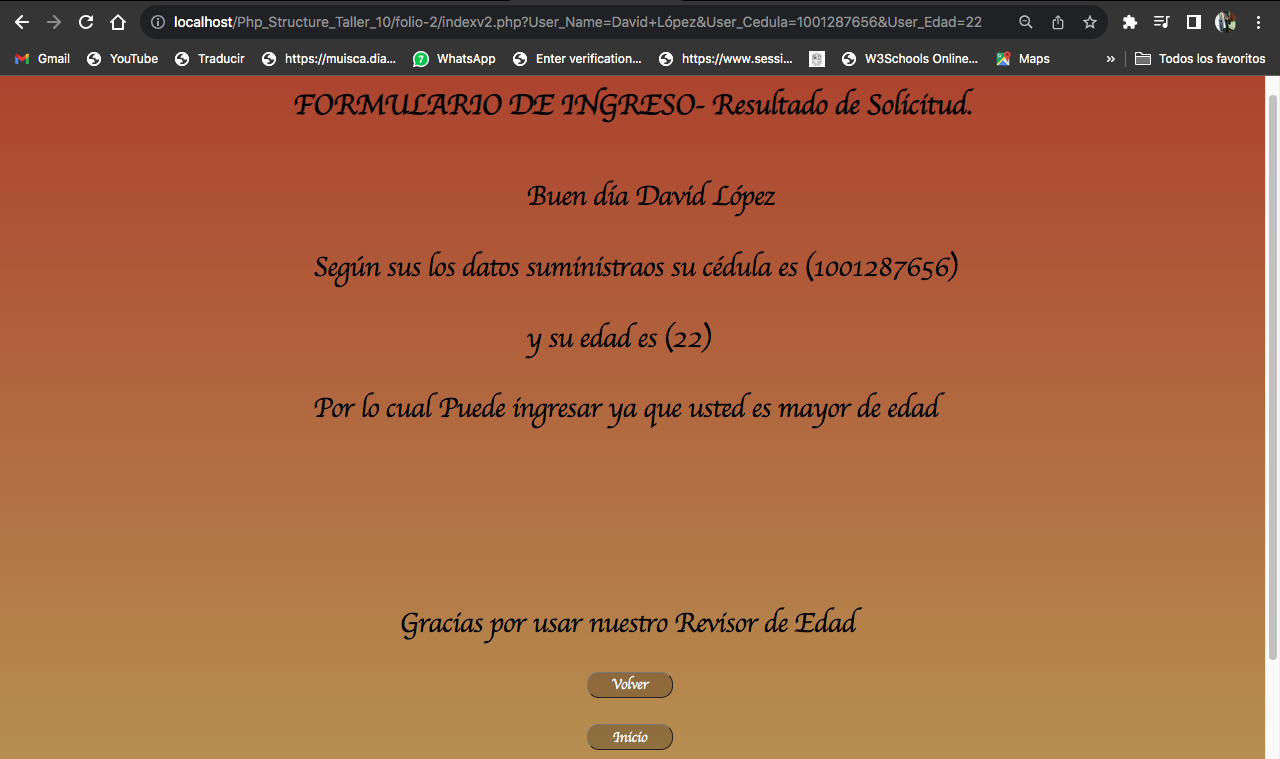 localhost/Php_Structure_Taller_10/folio-2/indexv2.php?User_Name=David+López&User_Cedula=1001287656&User_Edad=22
Gmail YouTube Traducir https://muisca.dia... 7 WhatsApp Enter verification... https://www.sessi... W3Schools Online... Maps » Todos los favoritos
FORMULARIO DE INGRESO- Resultado de Solicitud.
Buen día David López
Según sus los datos suministraos su cédula es (1001287656)
y su edad es (22)
Por lo cual Puede ingresar ya que usted es mayor de edad
Gracias por usar nuestro Revisor de Edad
Volver
Inicio